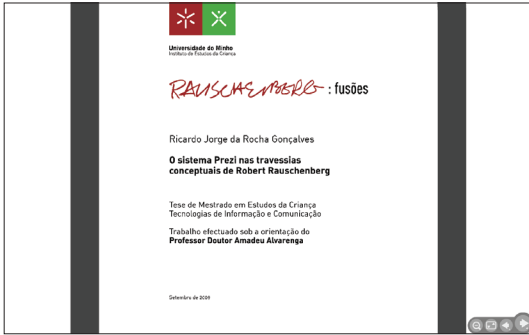 Universidade do Minho
Instituto de Estudos da Criança
RAUSCHENBERG : fusões
Ricardo Jorge da Rocha Gonçalves
O sistema Prezi nas travessias
conceptuais de Robert Rauschenberg
Tese de Mestrado em Estudos da Criança
Tecnologias de Informação e Comunicação
Trabalho efectuado sob a orientação do
Professor Doutor Amadeu Alvarenga